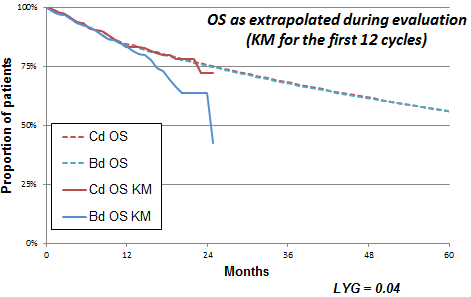 OS as extrapolated during evaluation
(KM for the first 12 cycles)
Proportion of patients
100%
75%
50%
25%
0%
Cd OS
Bd OS
Cd OS KM
Bd OS KM
0 12 24 36 48 60
Months
LYG = 0.04